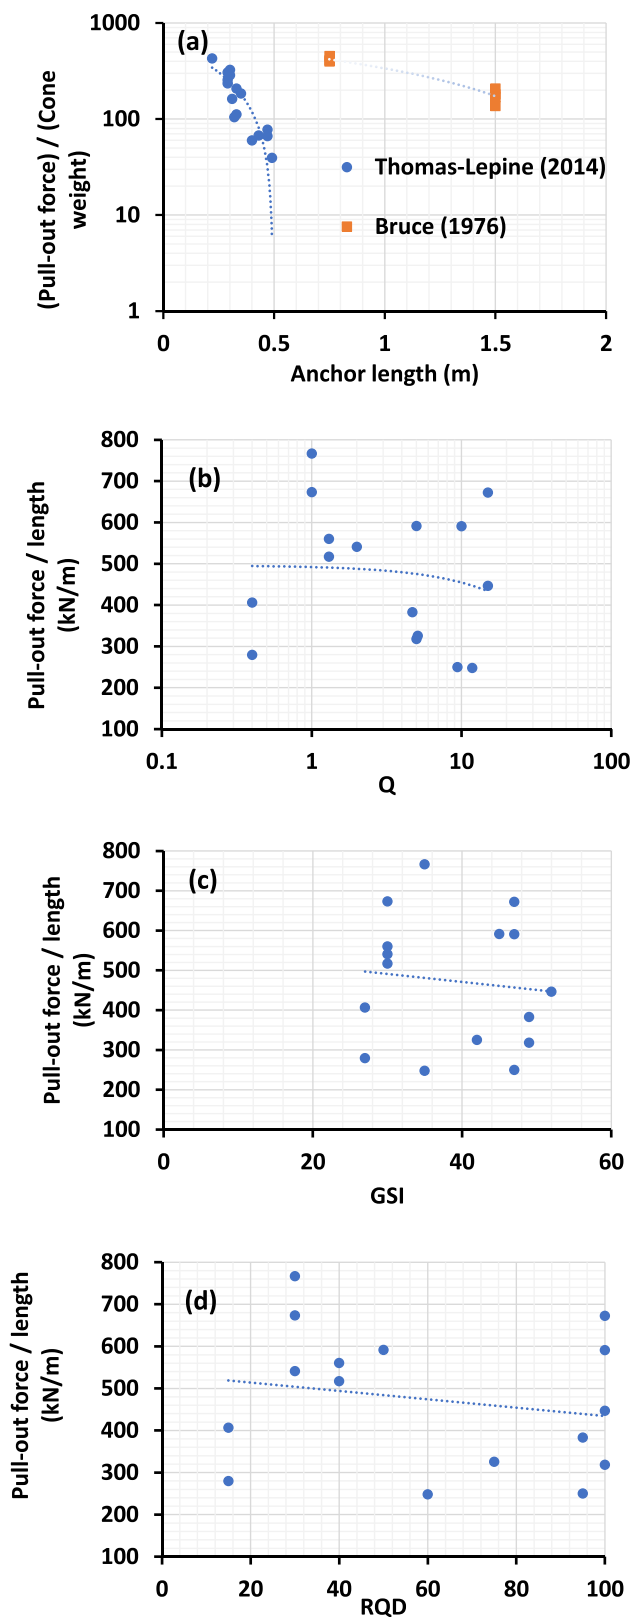 (Pull-out force) / (Cone
weight)
1000
100
10
1
(a)
Thomas-Lepine (2014)
Bruce (1976)
0 0.5 1 1.5 2
Anchor length (m)
Pull-out force / length
(kN/m)
800
700
600
500
400
300
200
100
(b)
0.1 1 10 100
Q
Pull-out force / length
(kN/m)
800
700
600
500
400
300
200
100
(c)
0 20 40 60
GSI
Pull-out force / length
(kN/m)
800
700
600
500
400
300
200
100
(d)
0 20 40 60 80 100
RQD